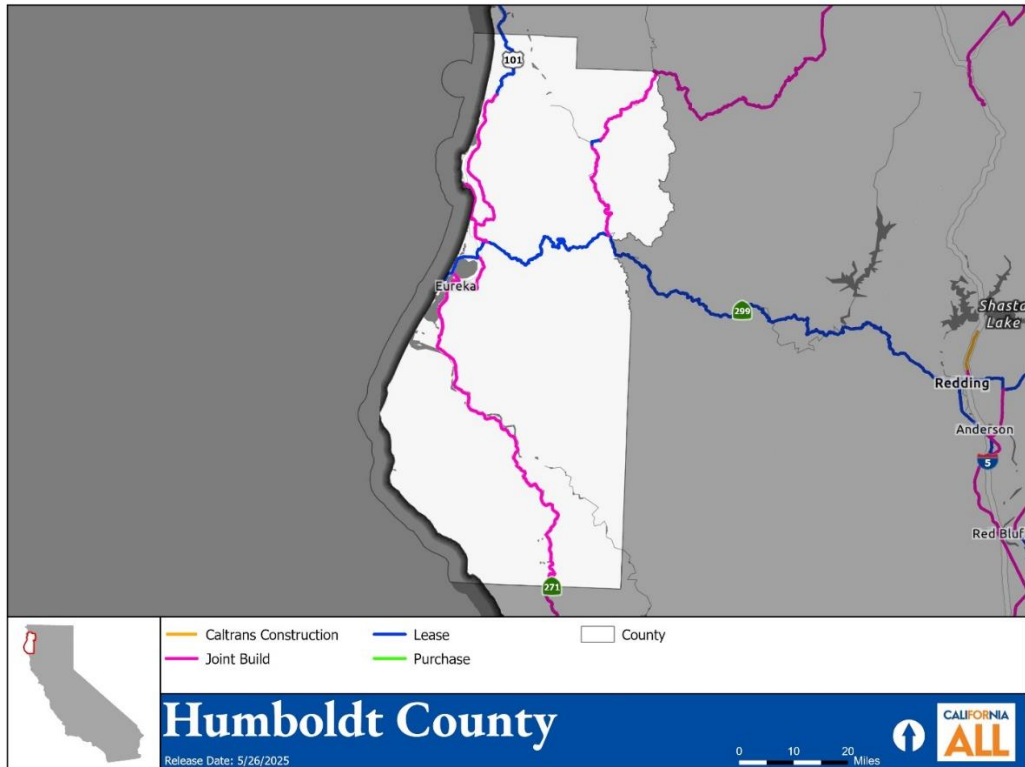 101
Eureka
299
Shasta
Lake
Redding
Anderson
5
Red Bluf
271
Caltrans Construction
Lease
County
Joint Build
Purchase
Humboldt County
Release Date: 5/26/2025
0 10 20
Miles
CALIFORNIA
ALL